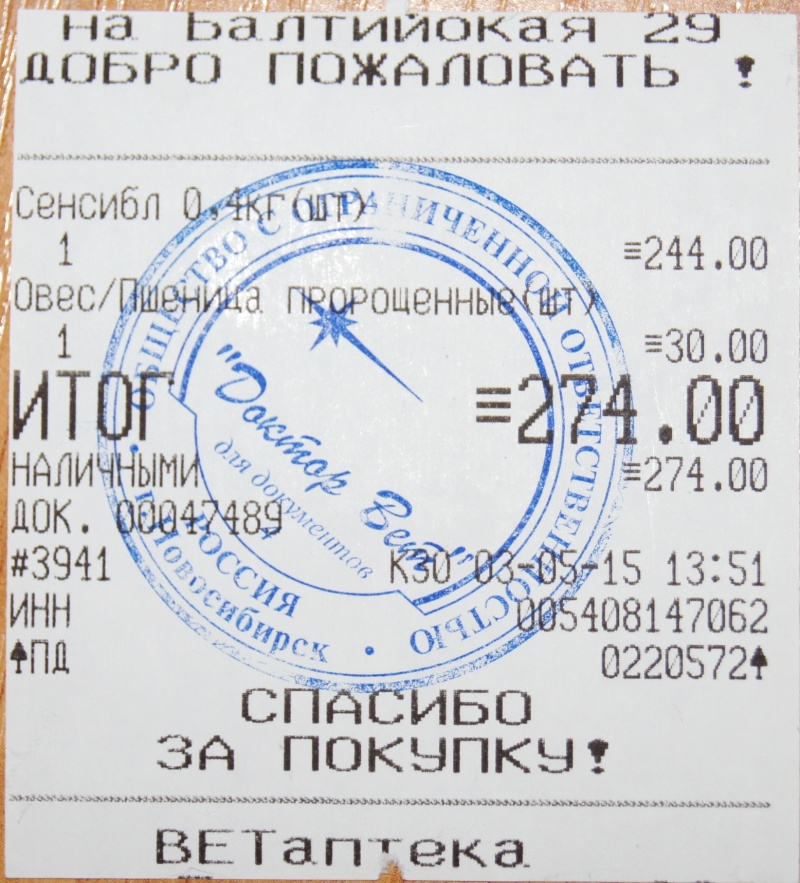 на Балтийокая 29
ДОБРО ПОЖАЛОВАТЬ !
Сенсибл 0,4кг(шт)
1 ≡244.00
Овес/Пшеница пророщенные(шт)
1 ≡30.00
ИТОГ ≡274.00
НАЛИЧНЫМИ ≡274.00
ДОК. 00047489
#3941 К30 03-05-15 13:51
ИНН 005408147062
ПД 0220572
СПАСИБО
ЗА ПОКУПКУ!
ВЕТаптека
ОБЩЕСТВО С ОГРАНИЧЕННОЙ ОТВЕТСТВЕННОСТЬЮ
"Доктор Вет"
для документов
РОССИЯ
г. Новосибирск